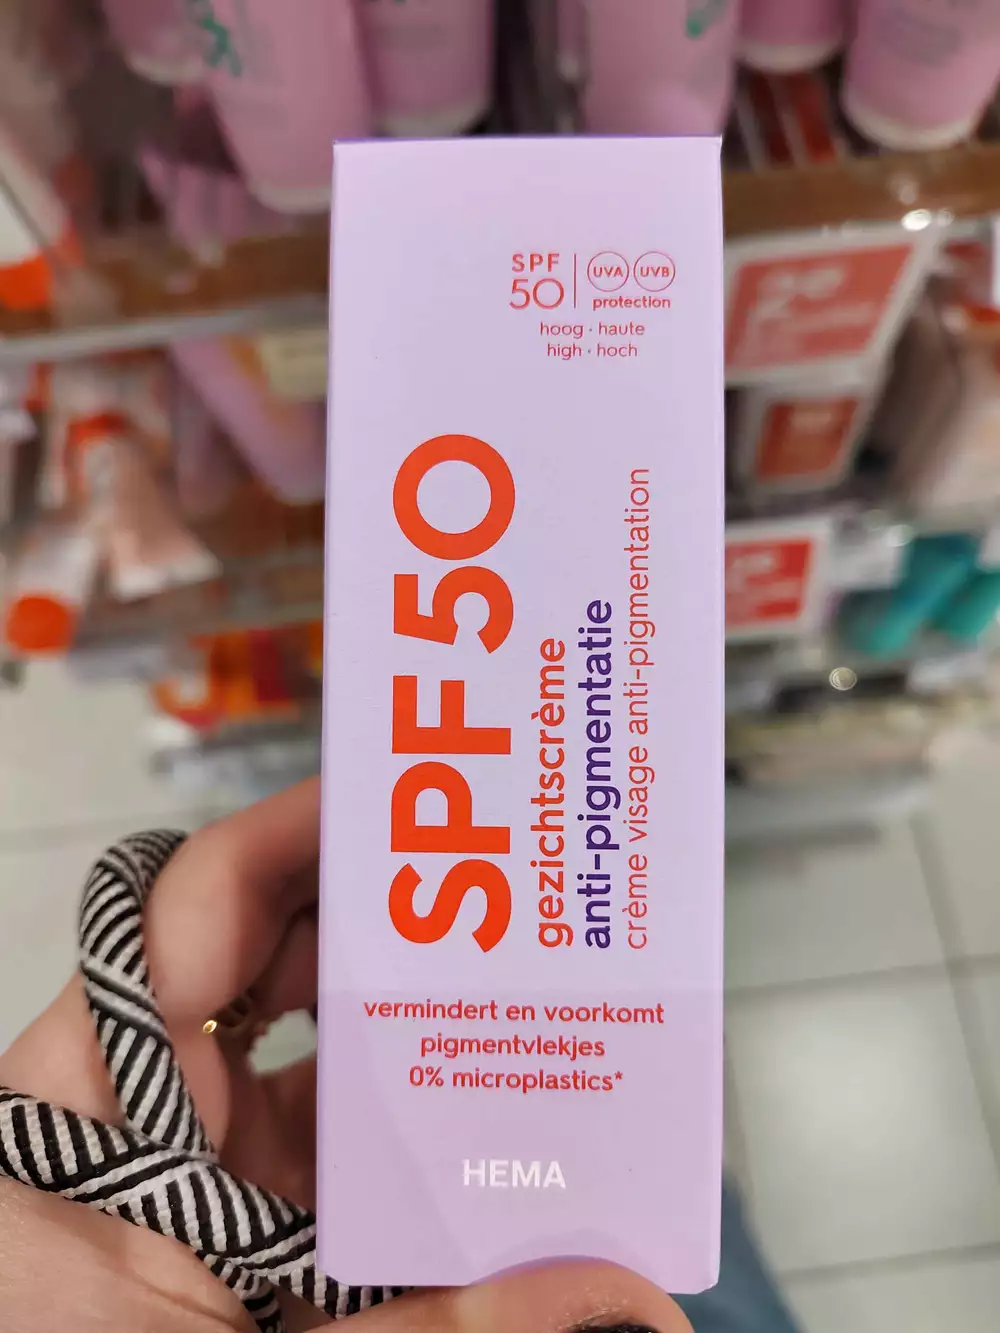 SPF
50
UVA UVB
protection
hoog · haute
high · hoch
SPF 50
gezichtscrème
anti-pigmentatie
crème visage anti-pigmentation
vermindert en voorkomt
pigmentvlekjes
0% microplastics*
HEMA